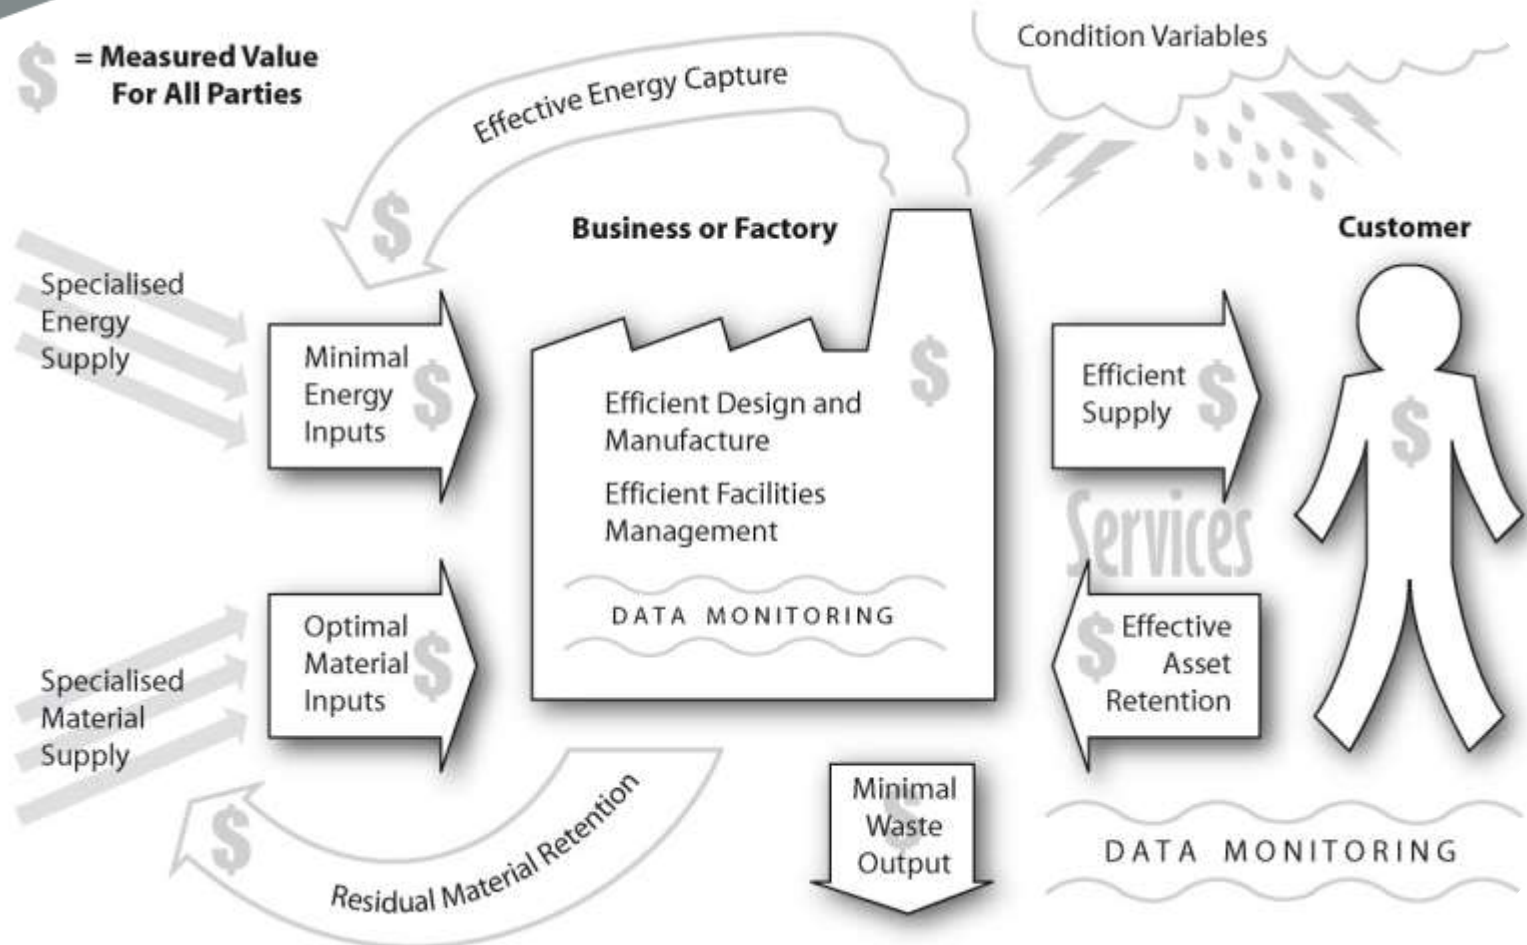 $ = Measured Value
For All Parties
Effective Energy Capture
$
Condition Variables
Business or Factory
Customer
Specialised
Energy
Supply
Minimal
Energy
Inputs
$
$
Efficient Design and
Manufacture
Efficient Facilities
Management
DATA MONITORING
Efficient
Supply
$
$
Services
Specialised
Material
Supply
Optimal
Material
Inputs
$
$
Effective
Asset
Retention
Residual Material Retention
$
Minimal
Waste
Output
$
DATA MONITORING